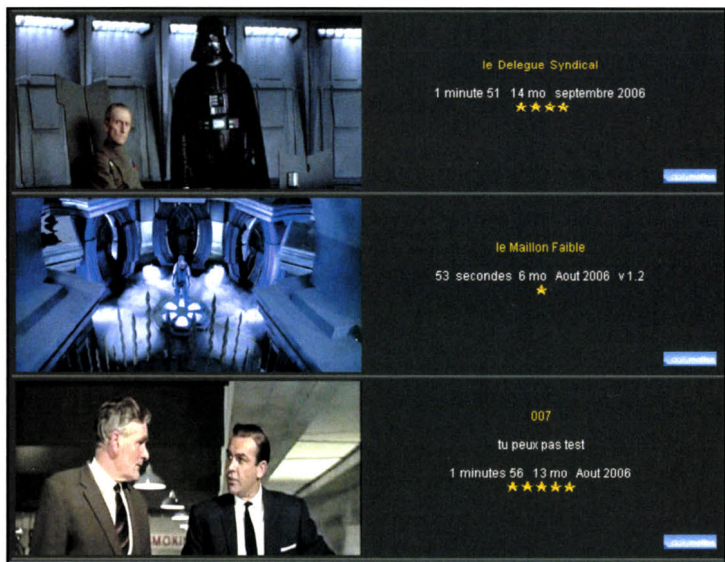 le Delegue Syndical
1 minute 51 14 mo septembre 2006
le Maillon Faible
53 secondes 6 mo Aout 2006 v1.2
007
tu peux pas test
1 minutes 56 13 mo Aout 2006